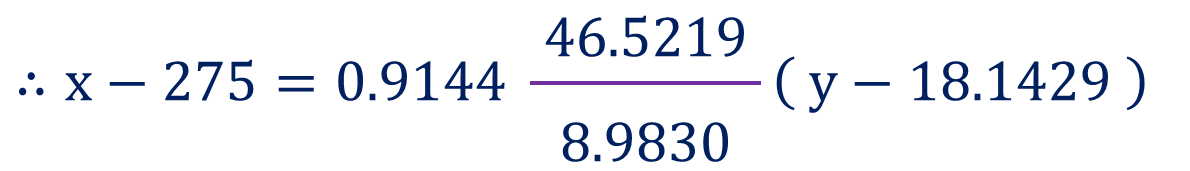 ∴ x − 275 = 0.9144 46.5219 / 8.9830 ( y − 18.1429 )